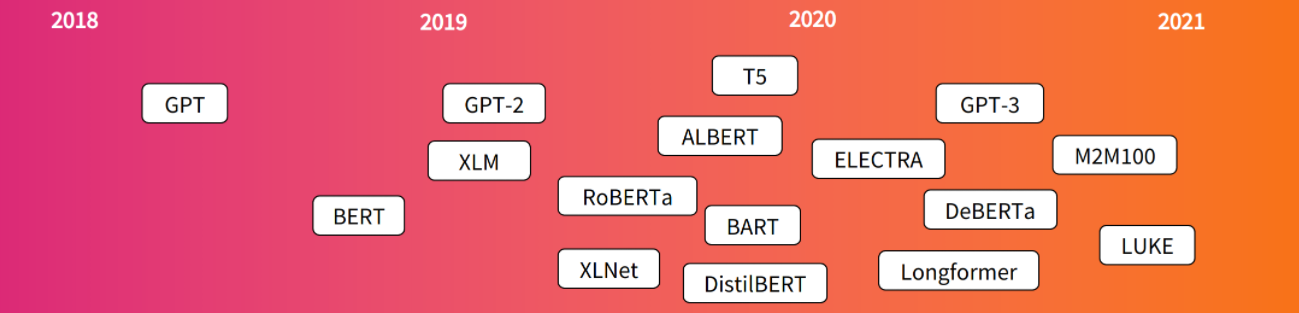 2018
2019
2020
2021
T5
GPT
GPT-2
GPT-3
ALBERT
XLM
ELECTRA
M2M100
RoBERTa
BERT
BART
DeBERTa
LUKE
XLNet
DistilBERT
Longformer